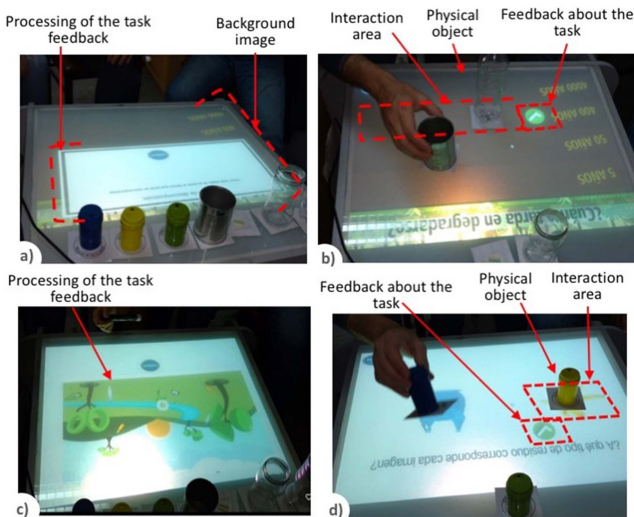 Processing of the task
feedback
Background
image
a)
Interaction
area
Physical
object
Feedback about the
task
4000 AÑOS
400 AÑOS
50 AÑOS
5 AÑOS
en degradarse?
b)
Processing of the task
feedback
c)
Feedback about the
task
Physical
object
Interaction
area
¿A qué tipo de residuo corresponde cada imagen?
d)